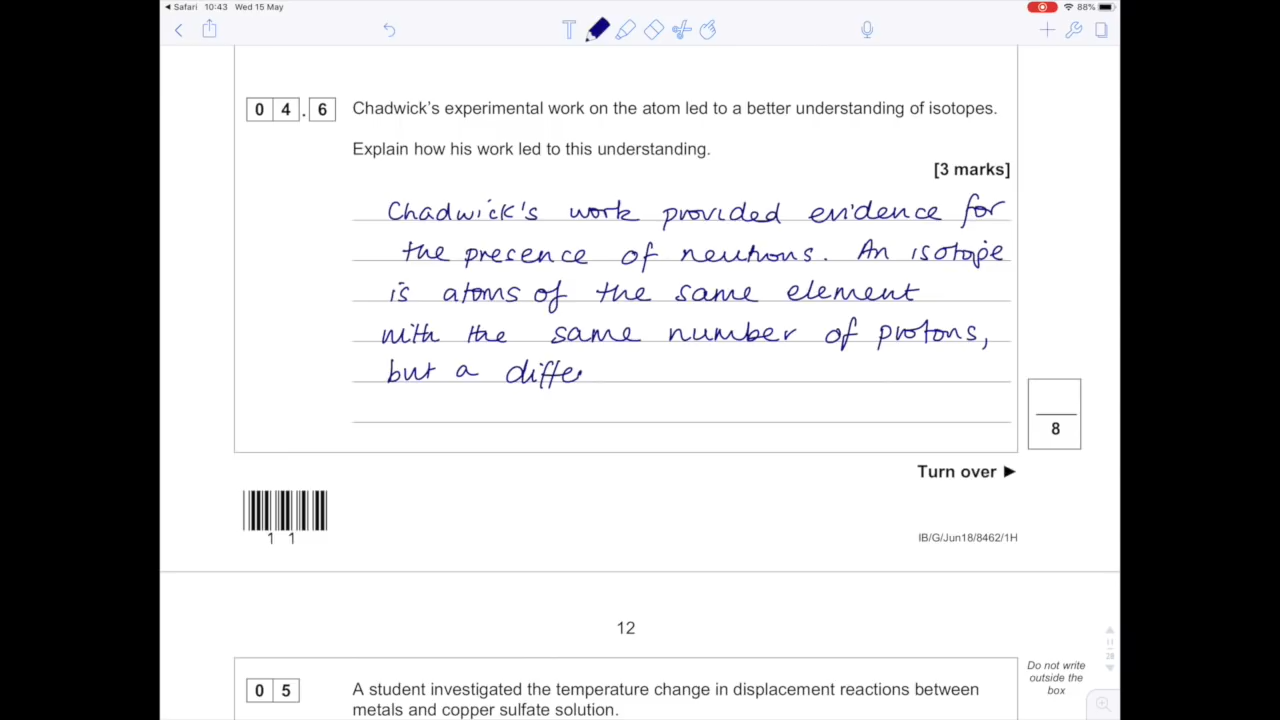 Safari 10:43 Wed 15 May
88%
T
0 4 . 6 Chadwick's experimental work on the atom led to a better understanding of isotopes.
Explain how his work led to this understanding.
[3 marks]
Chadwick's work provided evidence for
the presence of neutrons. An isotope
is atoms of the same element
with the same number of protons,
but a diffe
8
Turn over
1 1
IB/G/Jun18/8462/1H
12
Do not write
outside the
box
0 5 A student investigated the temperature change in displacement reactions between
metals and copper sulfate solution.
11
28